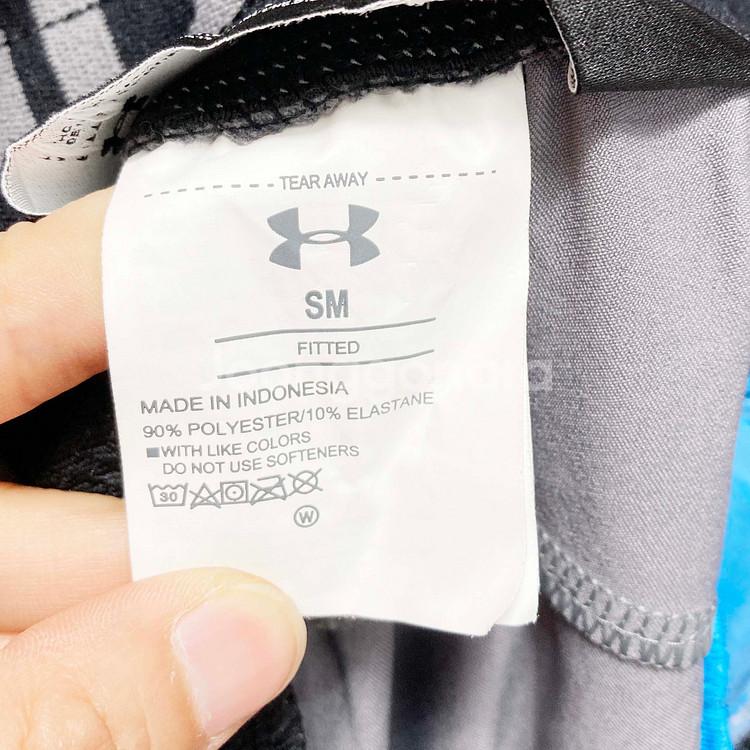 TEAR AWAY
SM
FITTED
MADE IN INDONESIA
90% POLYESTER/10% ELASTANE
WITH LIKE COLORS
DO NOT USE SOFTENERS
30
W